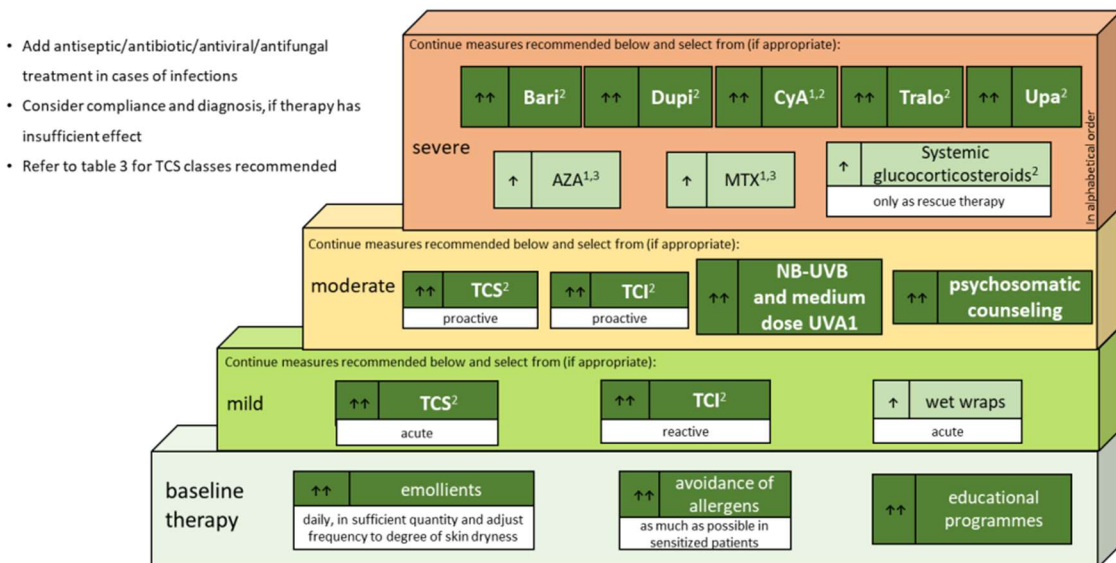 • Add antiseptic/antibiotic/antiviral/antifungal
treatment in cases of infections
• Consider compliance and diagnosis, if therapy has
insufficient effect
• Refer to table 3 for TCS classes recommended
Continue measures recommended below and select from (if appropriate):
severe
↑↑ Bari²
↑↑ Dupi²
↑↑ CyA¹,²
↑↑ Tralo²
↑↑ Upa²
↑ AZA¹,³
↑ MTX¹,³
↑ Systemic
glucocorticosteroids²
only as rescue therapy
In alphabetical order
Continue measures recommended below and select from (if appropriate):
moderate
↑↑ TCS²
proactive
↑↑ TCI²
proactive
↑↑ NB-UVB
and medium
dose UVA1
↑↑ psychosomatic
counseling
Continue measures recommended below and select from (if appropriate):
mild
↑↑ TCS²
acute
↑↑ TCI²
reactive
↑ wet wraps
acute
baseline
therapy
↑↑ emollients
daily, in sufficient quantity and adjust
frequency to degree of skin dryness
↑↑ avoidance of
allergens
as much as possible in
sensitized patients
↑↑ educational
programmes